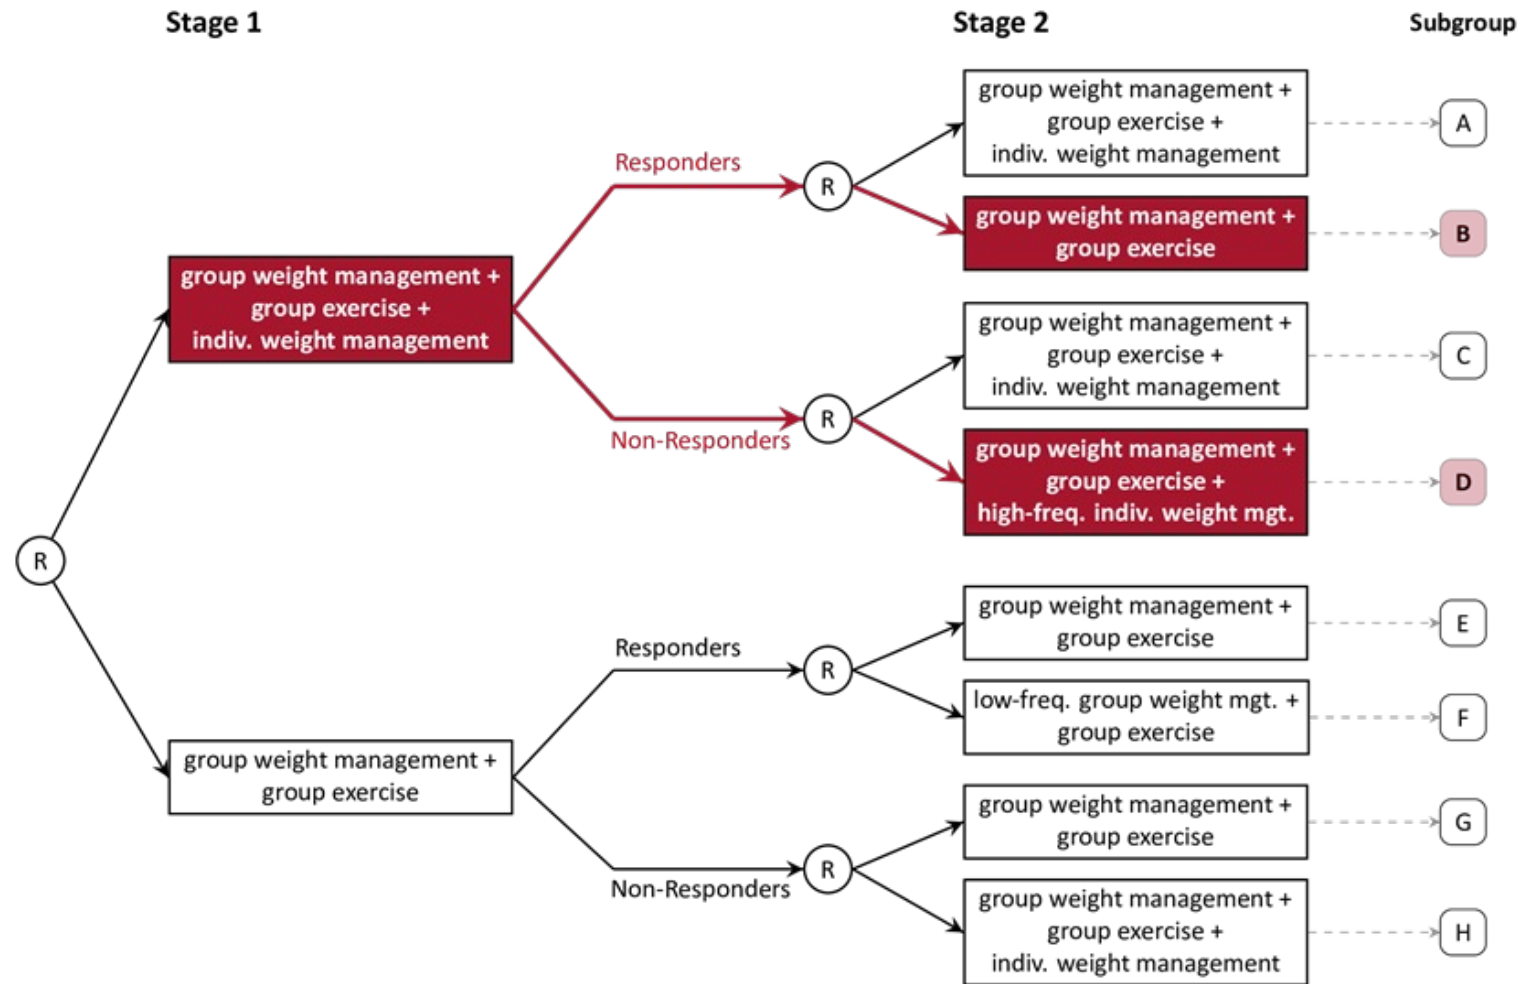 Stage 1
Stage 2
Subgroup
group weight management +
group exercise +
indiv. weight management
A
Responders
R
group weight management +
group exercise
B
group weight management +
group exercise +
indiv. weight management
group weight management +
group exercise +
indiv. weight management
C
R
Non-Responders
group weight management +
group exercise +
high-freq. indiv. weight mgt.
D
R
group weight management +
group exercise
E
Responders
R
low-freq. group weight mgt. +
group exercise
F
group weight management +
group exercise
group weight management +
group exercise
G
R
Non-Responders
group weight management +
group exercise +
indiv. weight management
H